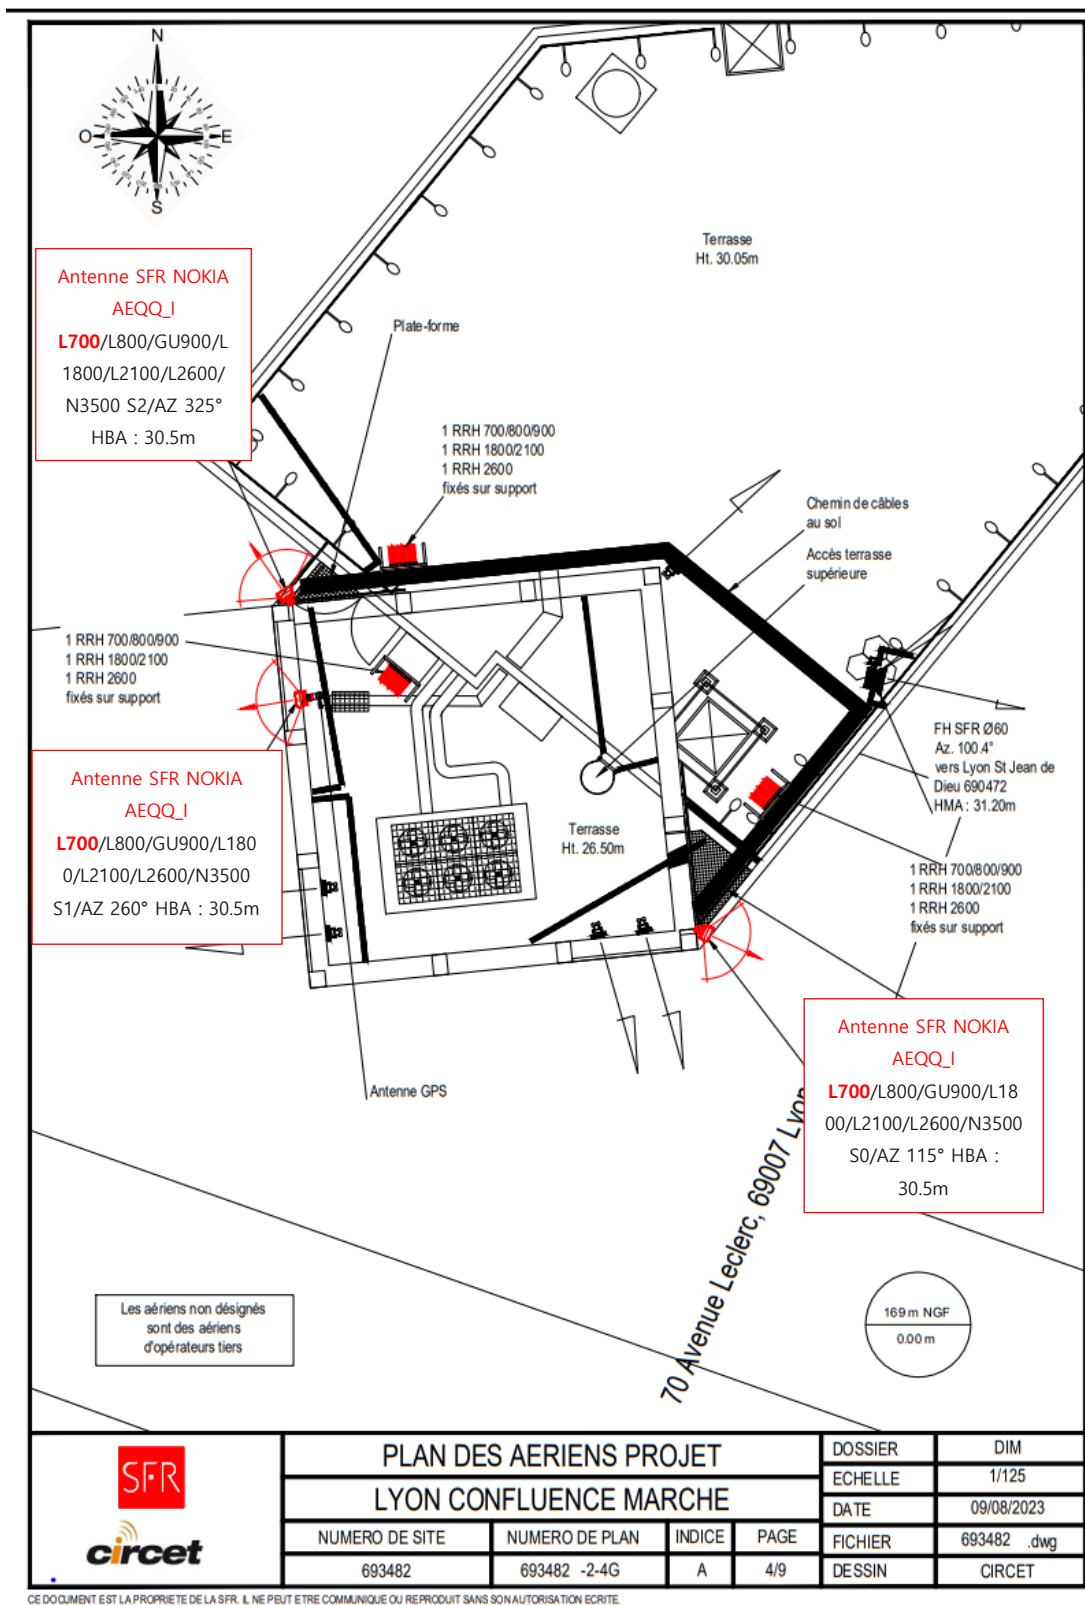 N
O
E
S
Antenne SFR NOKIA
AEQQ_I
L700/L800/GU900/L
1800/L2100/L2600/
N3500 S2/AZ 325°
HBA : 30.5m
Terrasse
Ht. 30.05m
Plate-forme
1 RRH 700/800/900
1 RRH 1800/2100
1 RRH 2600
fixés sur support
Chemin de câbles
au sol
Accès terrasse
supérieure
1 RRH 700/800/900
1 RRH 1800/2100
1 RRH 2600
fixés sur support
FH SFR Ø60
Az. 100.4°
vers Lyon St Jean de
Dieu 690472
HMA : 31.20m
Antenne SFR NOKIA
AEQQ_I
L700/L800/GU900/L180
0/L2100/L2600/N3500
S1/AZ 260° HBA : 30.5m
Terrasse
Ht. 26.50m
1 RRH 700/800/900
1 RRH 1800/2100
1 RRH 2600
fixés sur support
Antenne SFR NOKIA
AEQQ_I
L700/L800/GU900/L18
00/L2100/L2600/N3500
S0/AZ 115° HBA :
30.5m
Antenne GPS
70 Avenue Leclerc, 69007 Lyon
Les aériens non désignés
sont des aériens
d'opérateurs tiers
169 m NGF
0.00 m
SFR
circet
PLAN DES AERIENS PROJET
LYON CONFLUENCE MARCHE
NUMERO DE SITE
NUMERO DE PLAN
INDICE
PAGE
693482
693482 -2-4G
A
4/9
DOSSIER
DIM
ECHELLE
1/125
DATE
09/08/2023
FICHIER
693482 .dwg
DESSIN
CIRCET
CE DOCUMENT EST LA PROPRIETE DE LA SFR. IL NE PEUT ETRE COMMUNIQUE OU REPRODUIT SANS SON AUTORISATION ECRITE.